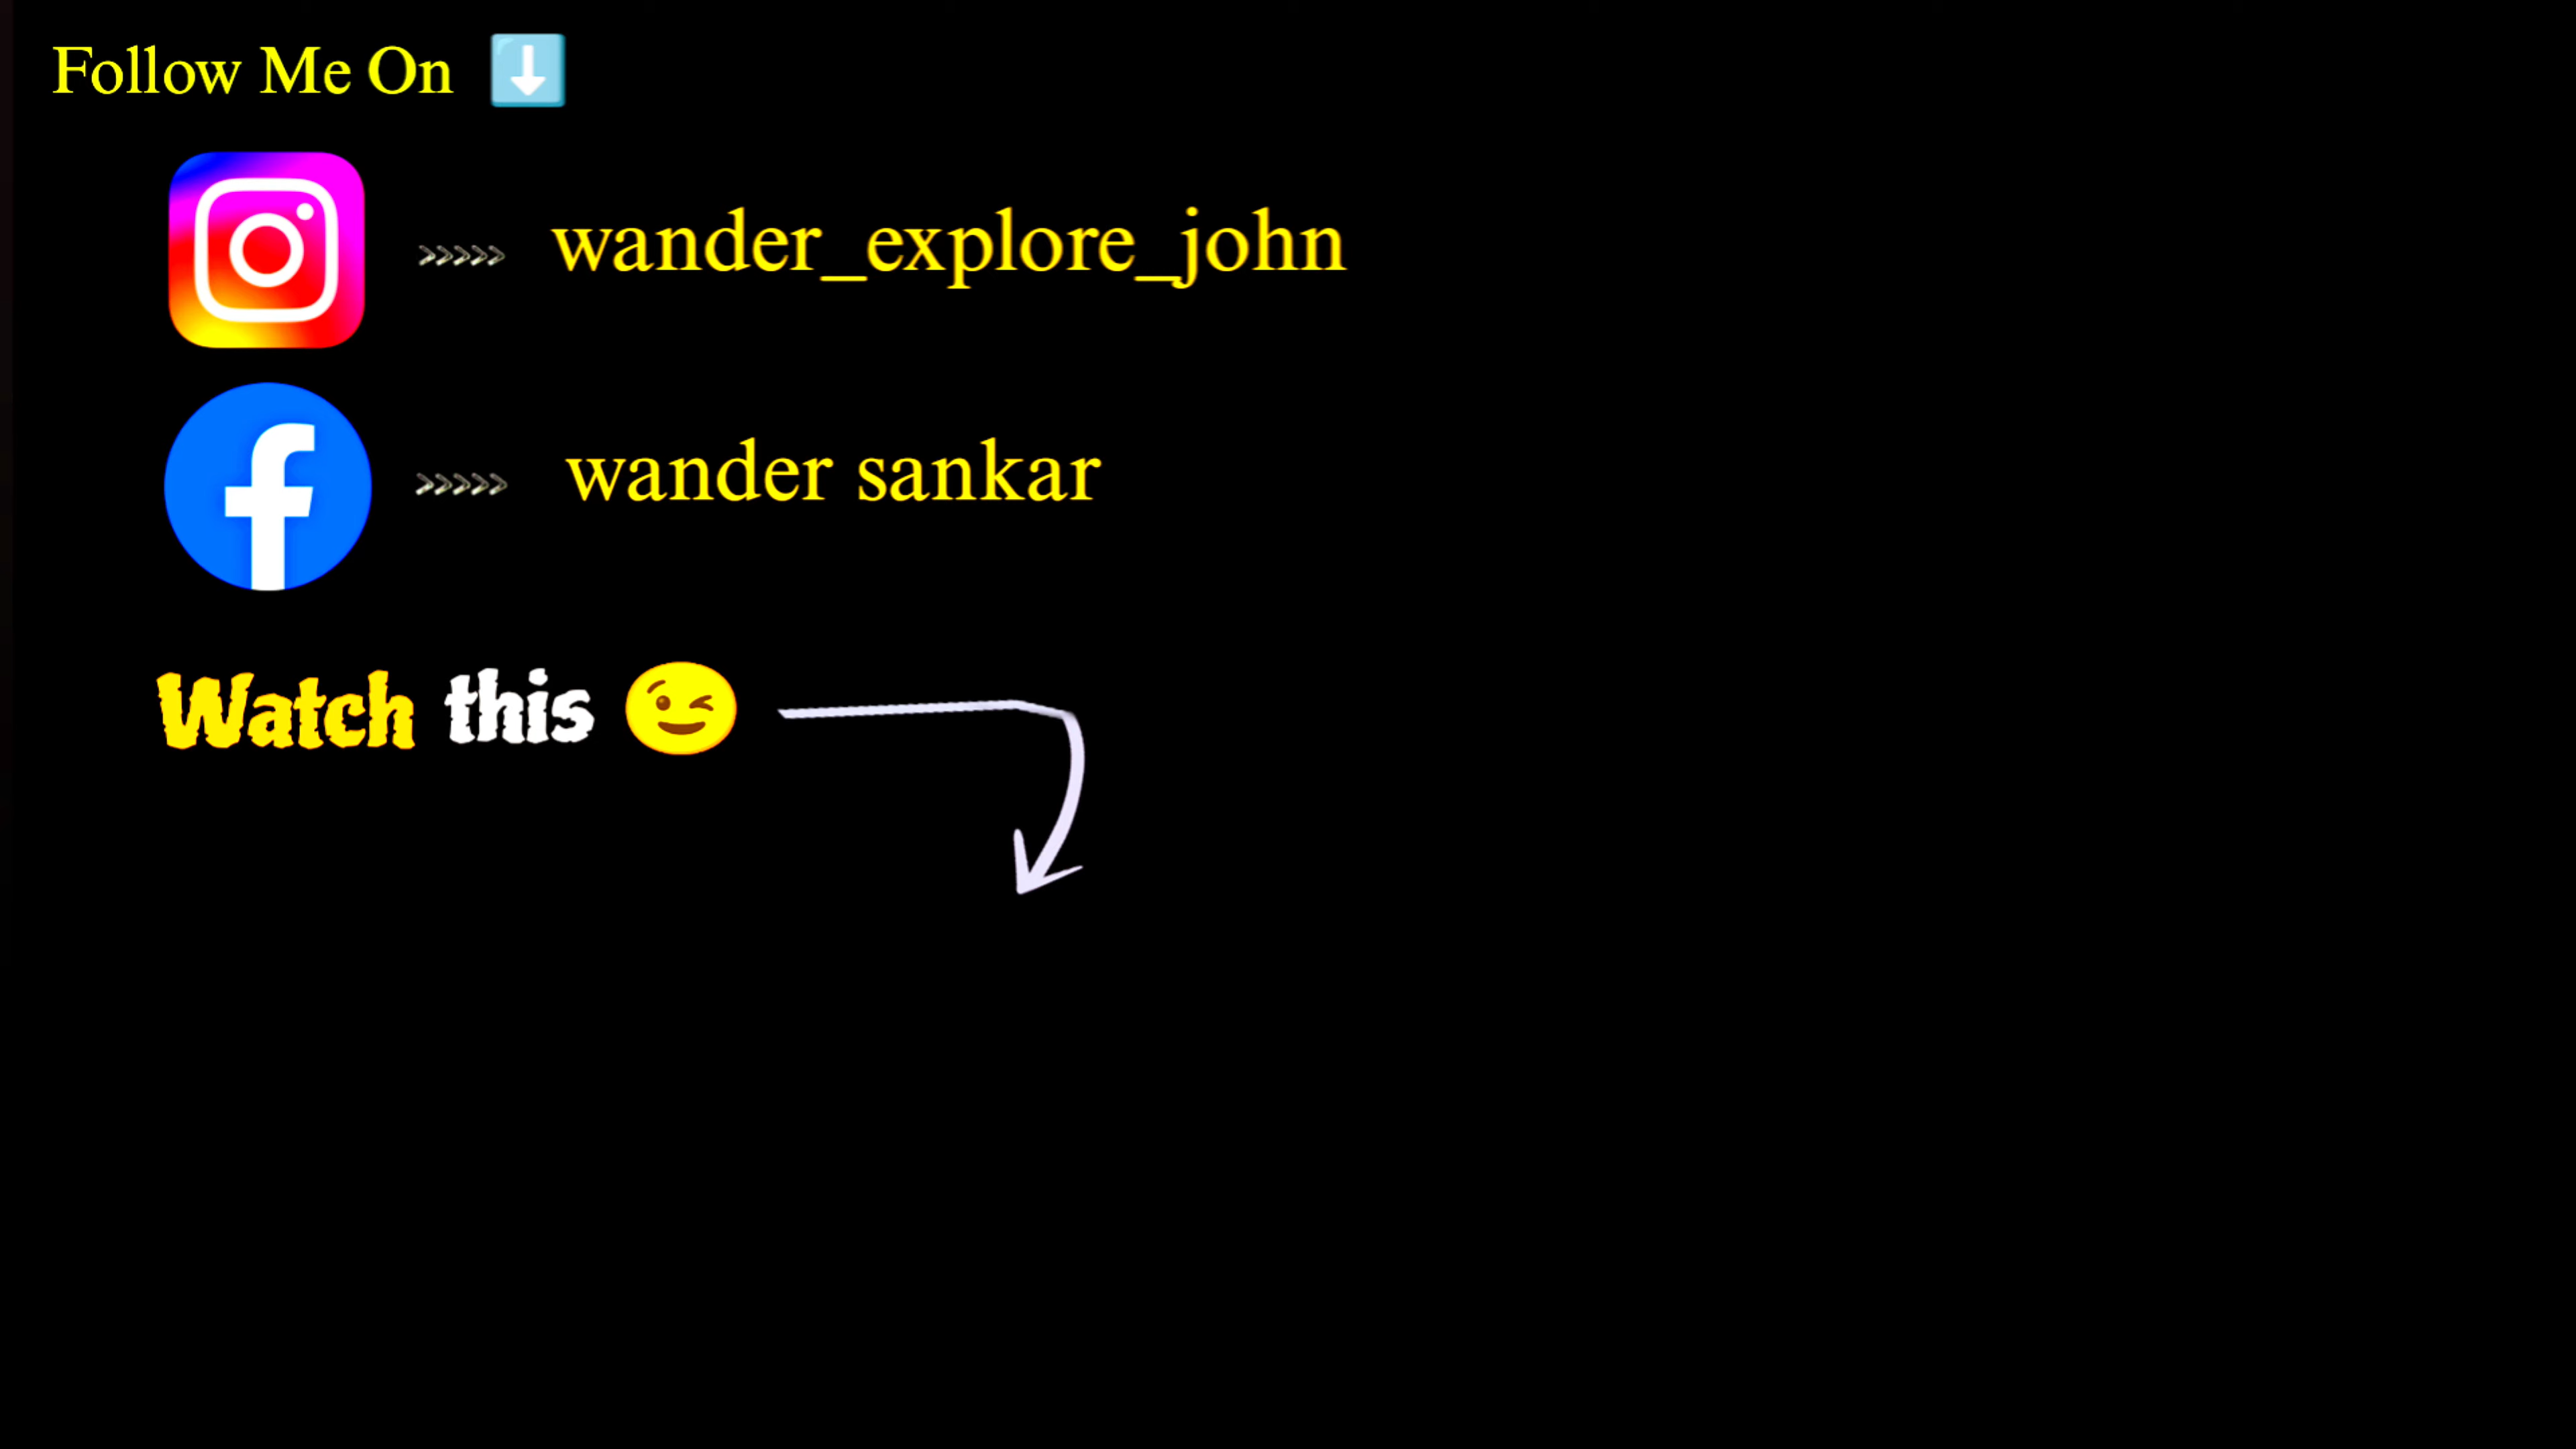 Follow Me On ⬇️
>>>>> wander_explore_john
>>>>> wander sankar
Watch this 😉